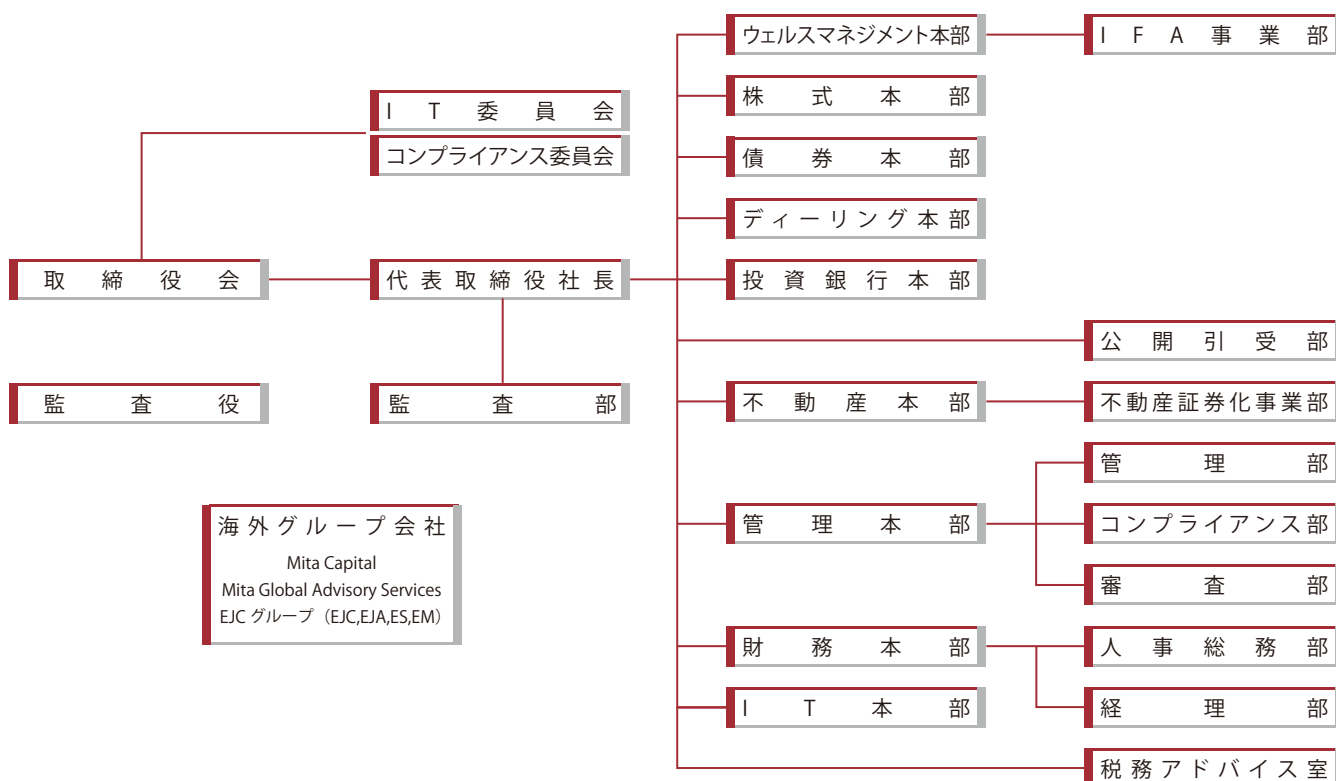 ウェルスマネジメント本部
IFA事業部
IT委員会
株式本部
コンプライアンス委員会
債券本部
ディーリング本部
取締役会
代表取締役社長
投資銀行本部
公開引受部
監査役
監査部
不動産本部
不動産証券化事業部
管理部
海外グループ会社
Mita Capital
Mita Global Advisory Services
EJC グループ（EJC,EJA,ES,EM）
管理本部
コンプライアンス部
審査部
財務本部
人事総務部
IT本部
経理部
税務アドバイス室